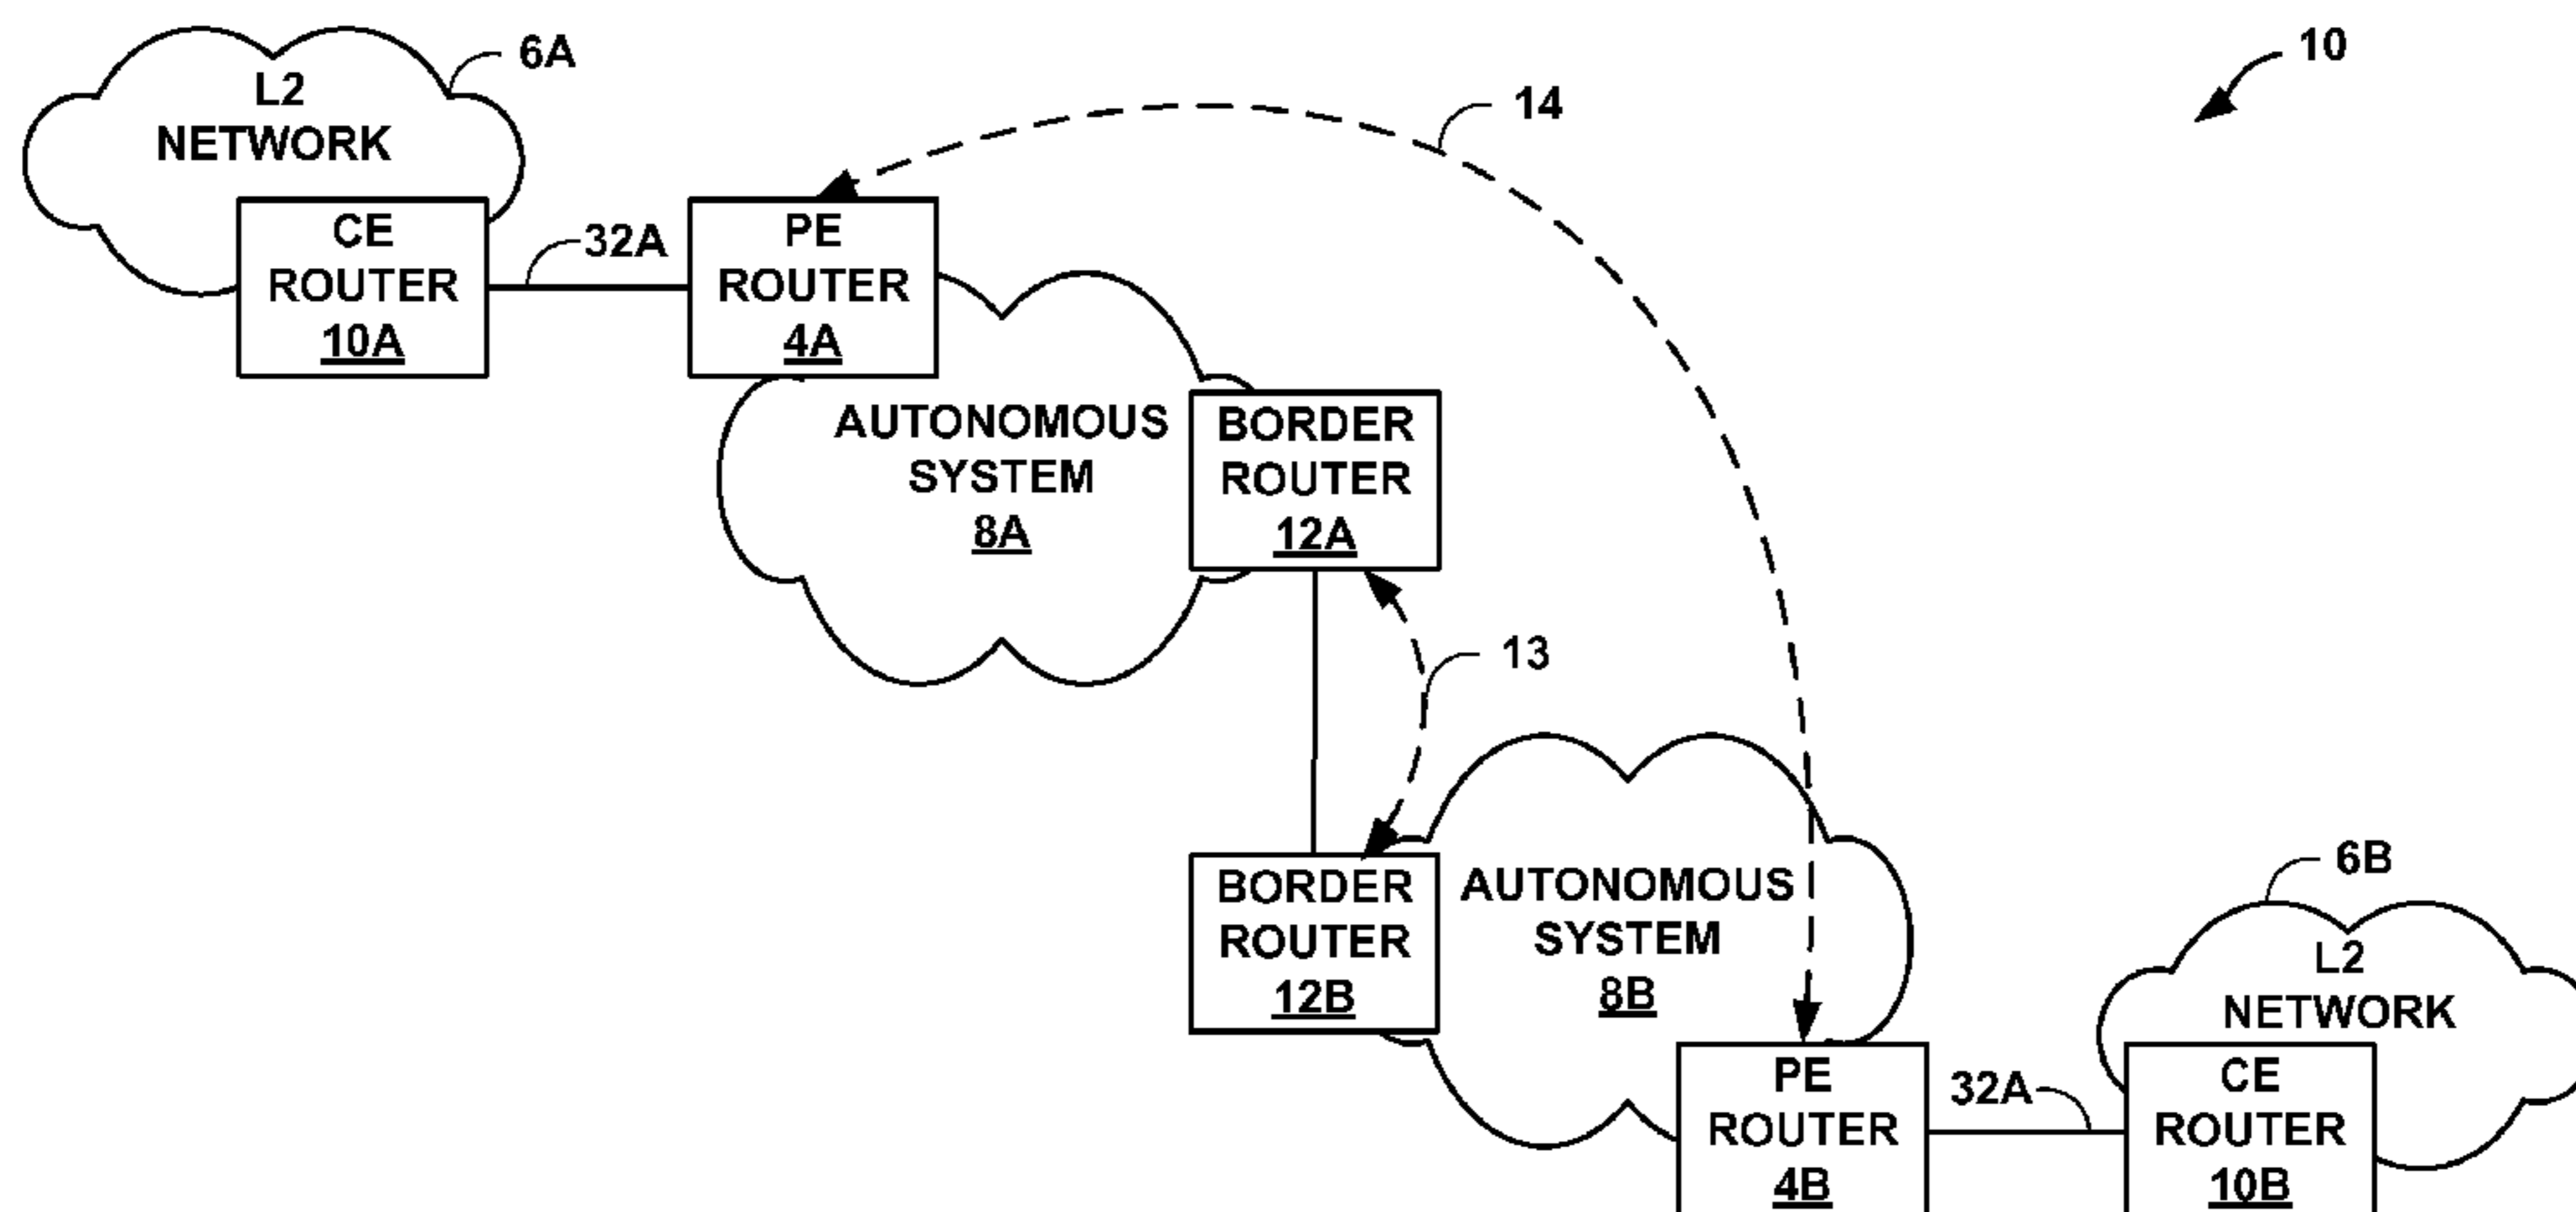 6A
10
L2
NETWORK
14
CE
ROUTER
10A
32A
PE
ROUTER
4A
AUTONOMOUS
SYSTEM
8A
BORDER
ROUTER
12A
13
BORDER
ROUTER
12B
AUTONOMOUS
SYSTEM
8B
6B
L2
NETWORK
PE
ROUTER
4B
32A
CE
ROUTER
10B